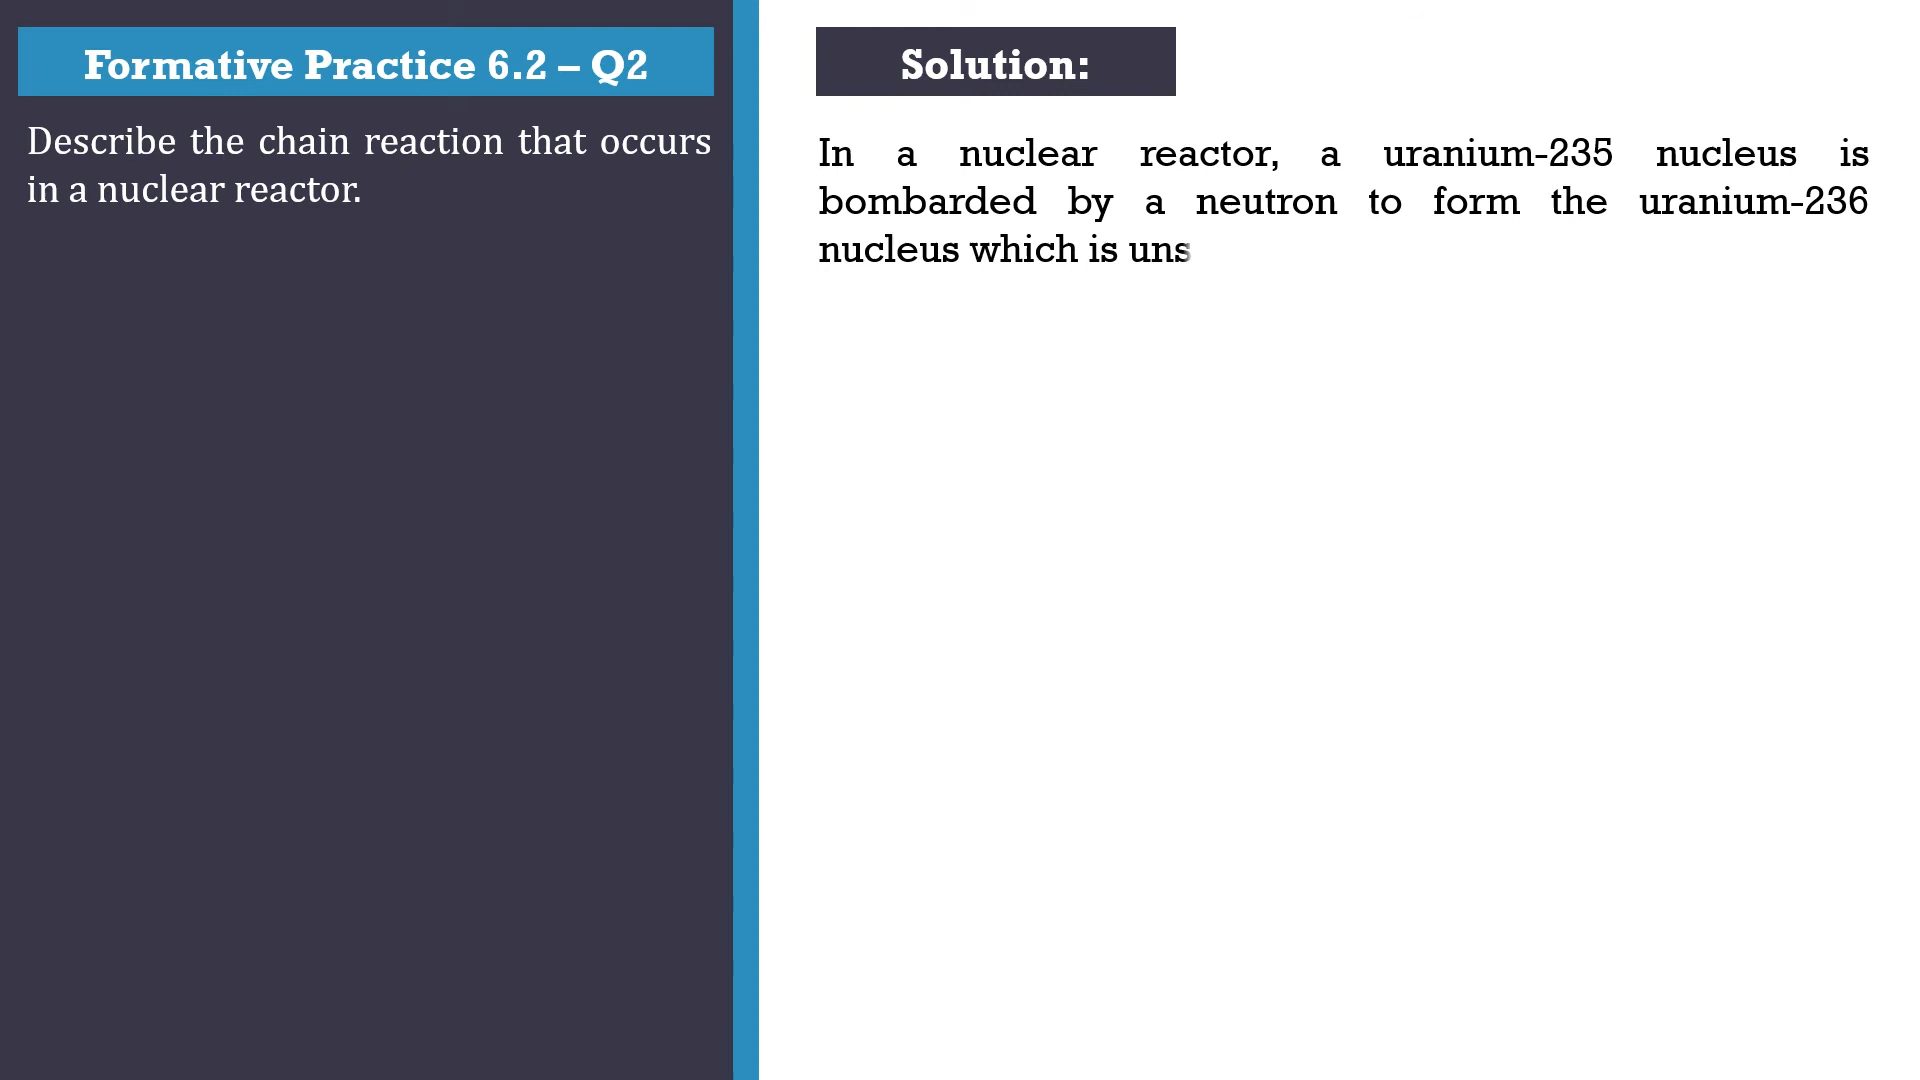 Formative Practice 6.2 – Q2
Describe the chain reaction that occurs
in a nuclear reactor.
Solution:
In a nuclear reactor, a uranium-235 nucleus is
bombarded by a neutron to form the uranium-236
nucleus which is uns